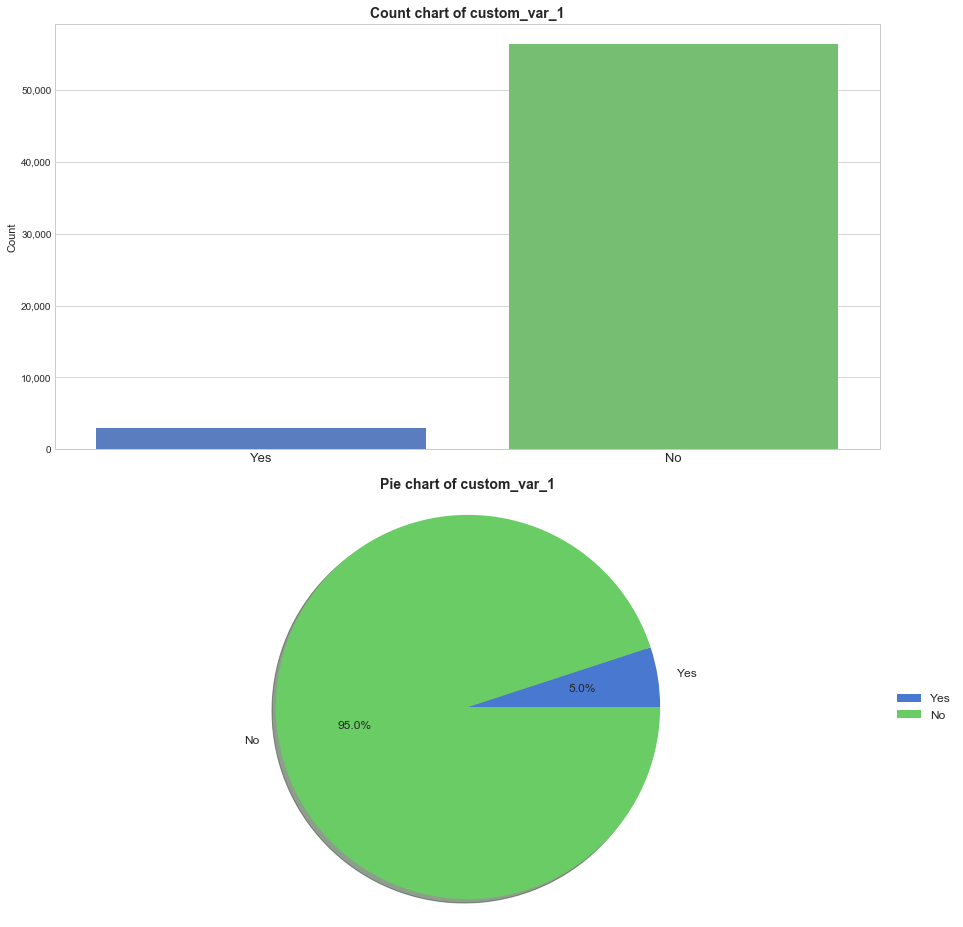 Count chart of custom_var_1
50,000
40,000
30,000
20,000
10,000
0
Count
Yes No
Pie chart of custom_var_1
Yes
5.0%
95.0%
No
Yes
No